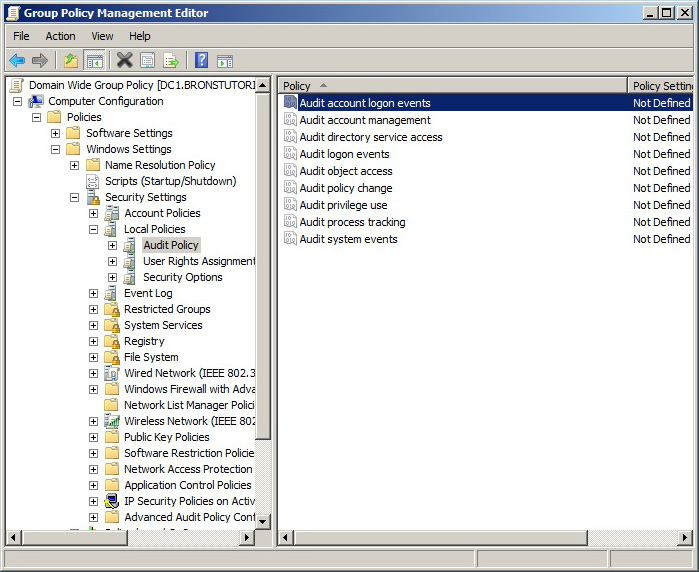 Group Policy Management Editor
File Action View Help
Domain Wide Group Policy [DC1.BRONSTUTORI
Computer Configuration
Policies
Software Settings
Windows Settings
Name Resolution Policy
Scripts (Startup/Shutdown)
Security Settings
Account Policies
Local Policies
Audit Policy
User Rights Assignment
Security Options
Event Log
Restricted Groups
System Services
Registry
File System
Wired Network (IEEE 802.3
Windows Firewall with Adva
Network List Manager Polici
Wireless Network (IEEE 802
Public Key Policies
Software Restriction Policie
Network Access Protection
Application Control Policies
IP Security Policies on Activ
Advanced Audit Policy Conf
Policy Policy Settin
Audit account logon events Not Defined
Audit account management Not Defined
Audit directory service access Not Defined
Audit logon events Not Defined
Audit object access Not Defined
Audit policy change Not Defined
Audit privilege use Not Defined
Audit process tracking Not Defined
Audit system events Not Defined